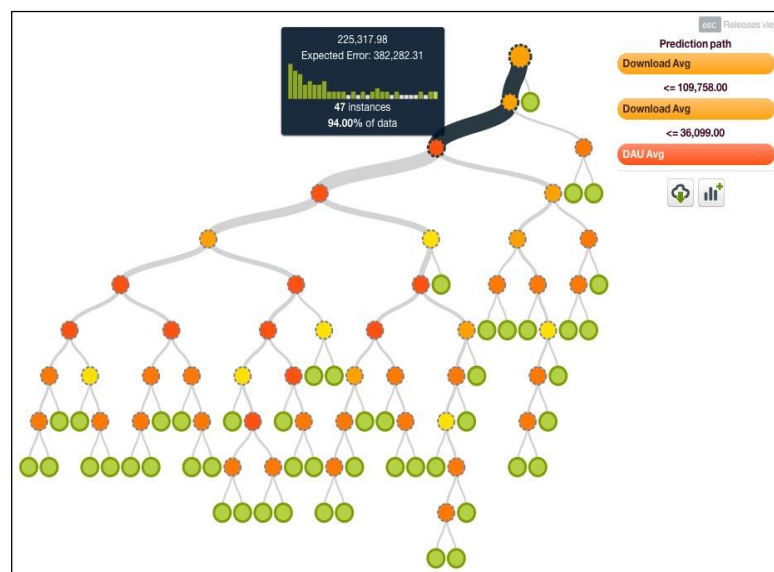 225,317.98
Expected Error: 382,282.31
47 instances
94.00% of data
esc Releases vie
Prediction path
Download Avg
<= 109,758.00
Download Avg
<= 36,099.00
DAU Avg